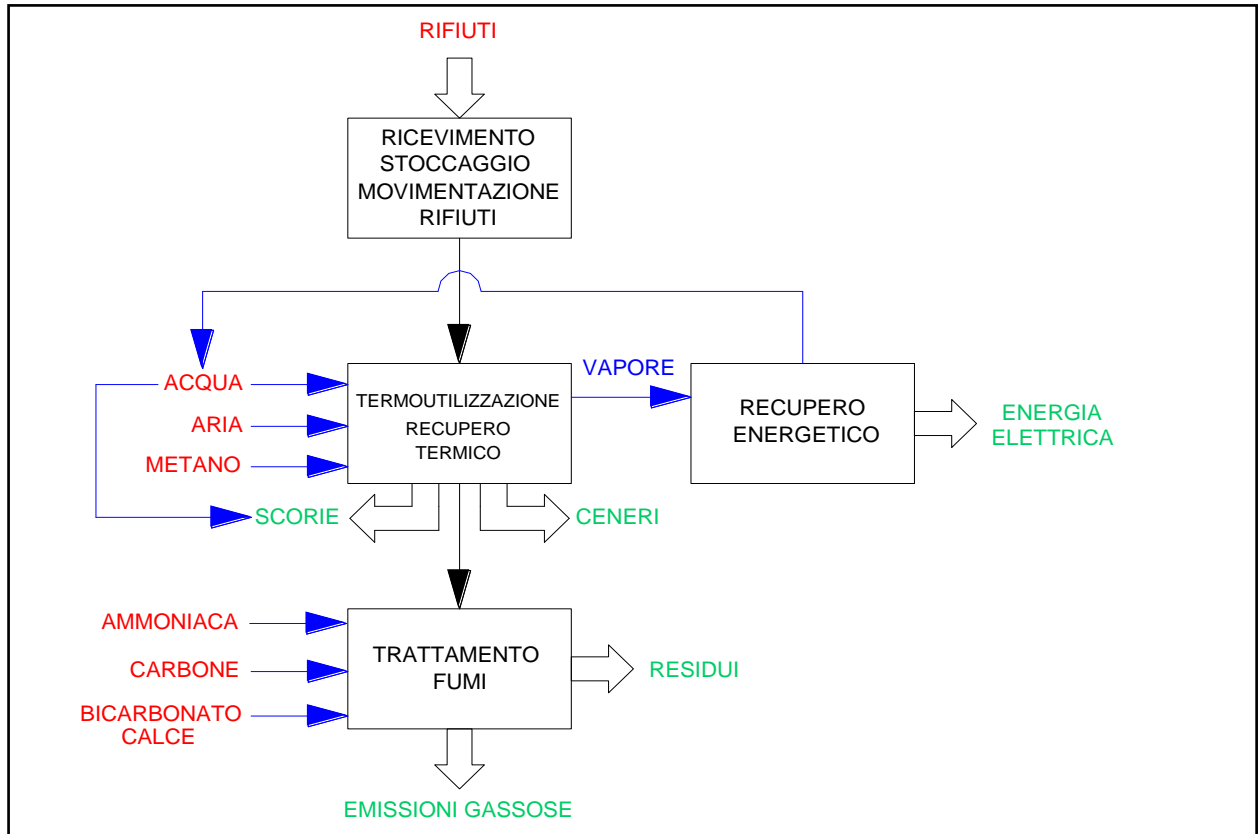 RIFIUTI
RICEVIMENTO
STOCCAGGIO
MOVIMENTAZIONE
RIFIUTI
ACQUA
ARIA
METANO
TERMOUTILIZZAZIONE
RECUPERO
TERMICO
VAPORE
RECUPERO
ENERGETICO
ENERGIA
ELETTRICA
SCORIE
CENERI
AMMONIACA
CARBONE
BICARBONATO
CALCE
TRATTAMENTO
FUMI
RESIDUI
EMISSIONI GASSOSE